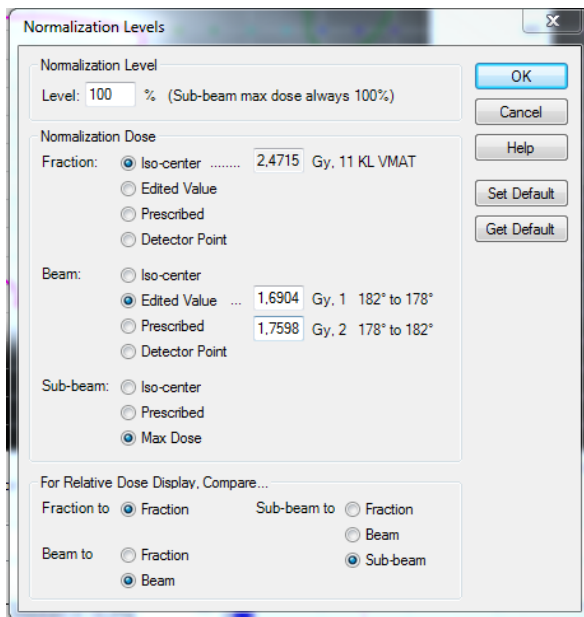 Normalization Levels
x
Normalization Level
Level: 100 % (Sub-beam max dose always 100%)
OK
Cancel
Help
Set Default
Get Default
Normalization Dose
Fraction: Iso-center ........ 2,4715 Gy, 11 KL VMAT
Edited Value
Prescribed
Detector Point
Beam: Iso-center
Edited Value ... 1,6904 Gy, 1 182° to 178°
Prescribed 1,7598 Gy, 2 178° to 182°
Detector Point
Sub-beam: Iso-center
Prescribed
Max Dose
For Relative Dose Display, Compare...
Fraction to Fraction Sub-beam to Fraction
Beam
Beam to Fraction Sub-beam
Beam